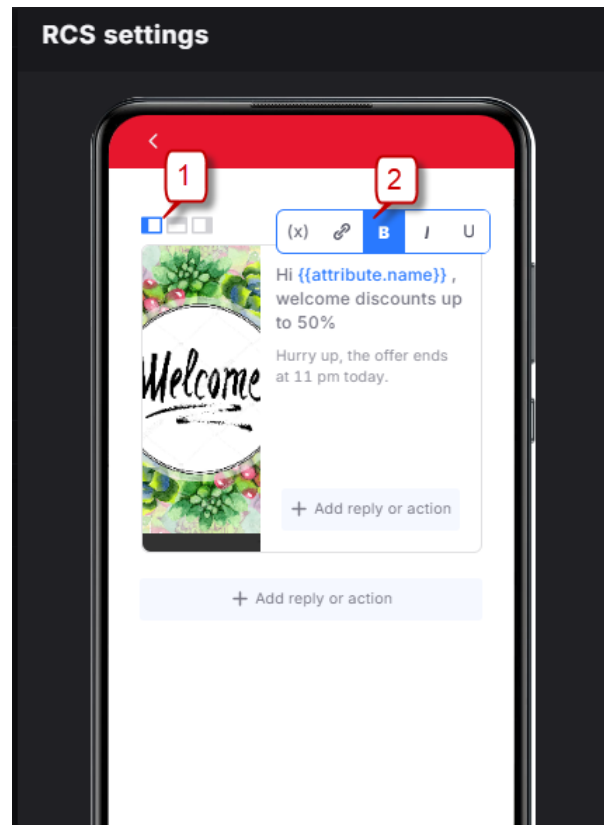 RCS settings
1
2
(x) B I U
Hi {{attribute.name}} ,
welcome discounts up
to 50%
Hurry up, the offer ends
at 11 pm today.
Welcome
+ Add reply or action
+ Add reply or action